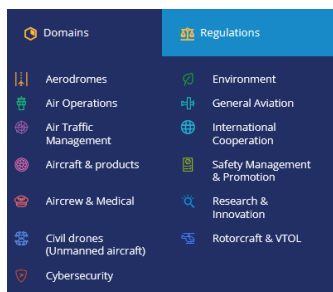 Domains
Regulations
Aerodromes
Air Operations
Air Traffic
Management
Aircraft & products
Aircrew & Medical
Civil drones
(Unmanned aircraft)
Cybersecurity
Environment
General Aviation
International
Cooperation
Safety Management
& Promotion
Research &
Innovation
Rotorcraft & VTOL